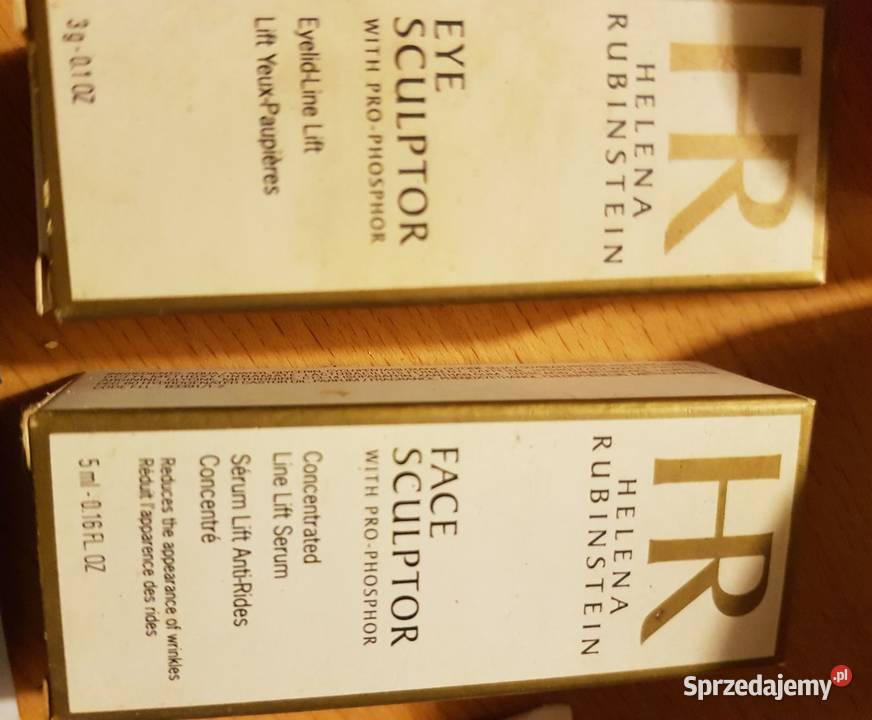 HR
HELENA
RUBINSTEIN
EYE
SCULPTOR
WITH PRO-PHOSPHOR
Eyelid-Line Lift
Lift Yeux-Paupières
3 g - 0.1 OZ
HR
HELENA
RUBINSTEIN
FACE
SCULPTOR
WITH PRO-PHOSPHOR
Concentrated
Line Lift Serum
Sérum Lift Anti-Rides
Concentré
Reduces the appearance of wrinkles
Réduit l'apparence des rides
5 ml - 0.16 FL OZ
Sprzedajemy.pl